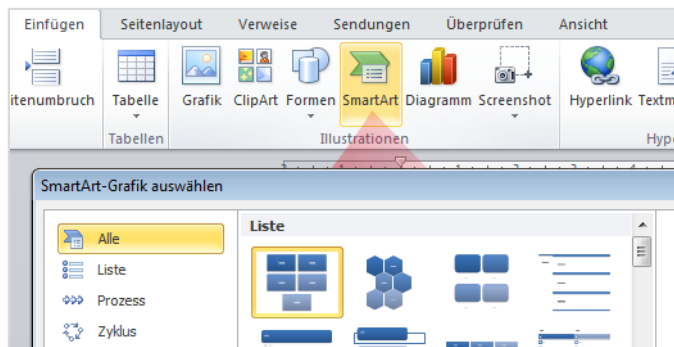 Einfügen Seitenlayout Verweise Sendungen Überprüfen Ansicht
itenumbruch Tabelle Grafik ClipArt Formen SmartArt Diagramm Screenshot Hyperlink Textm
Tabellen Illustrationen Hype
SmartArt-Grafik auswählen
Alle
Liste
Prozess
Zyklus
Liste